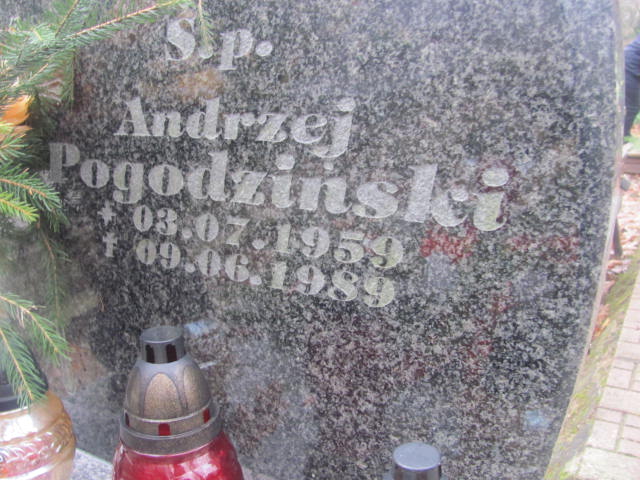 Ś.p.
Andrzej
Pogodziński
* 03.07.1959
† 09.06.1989